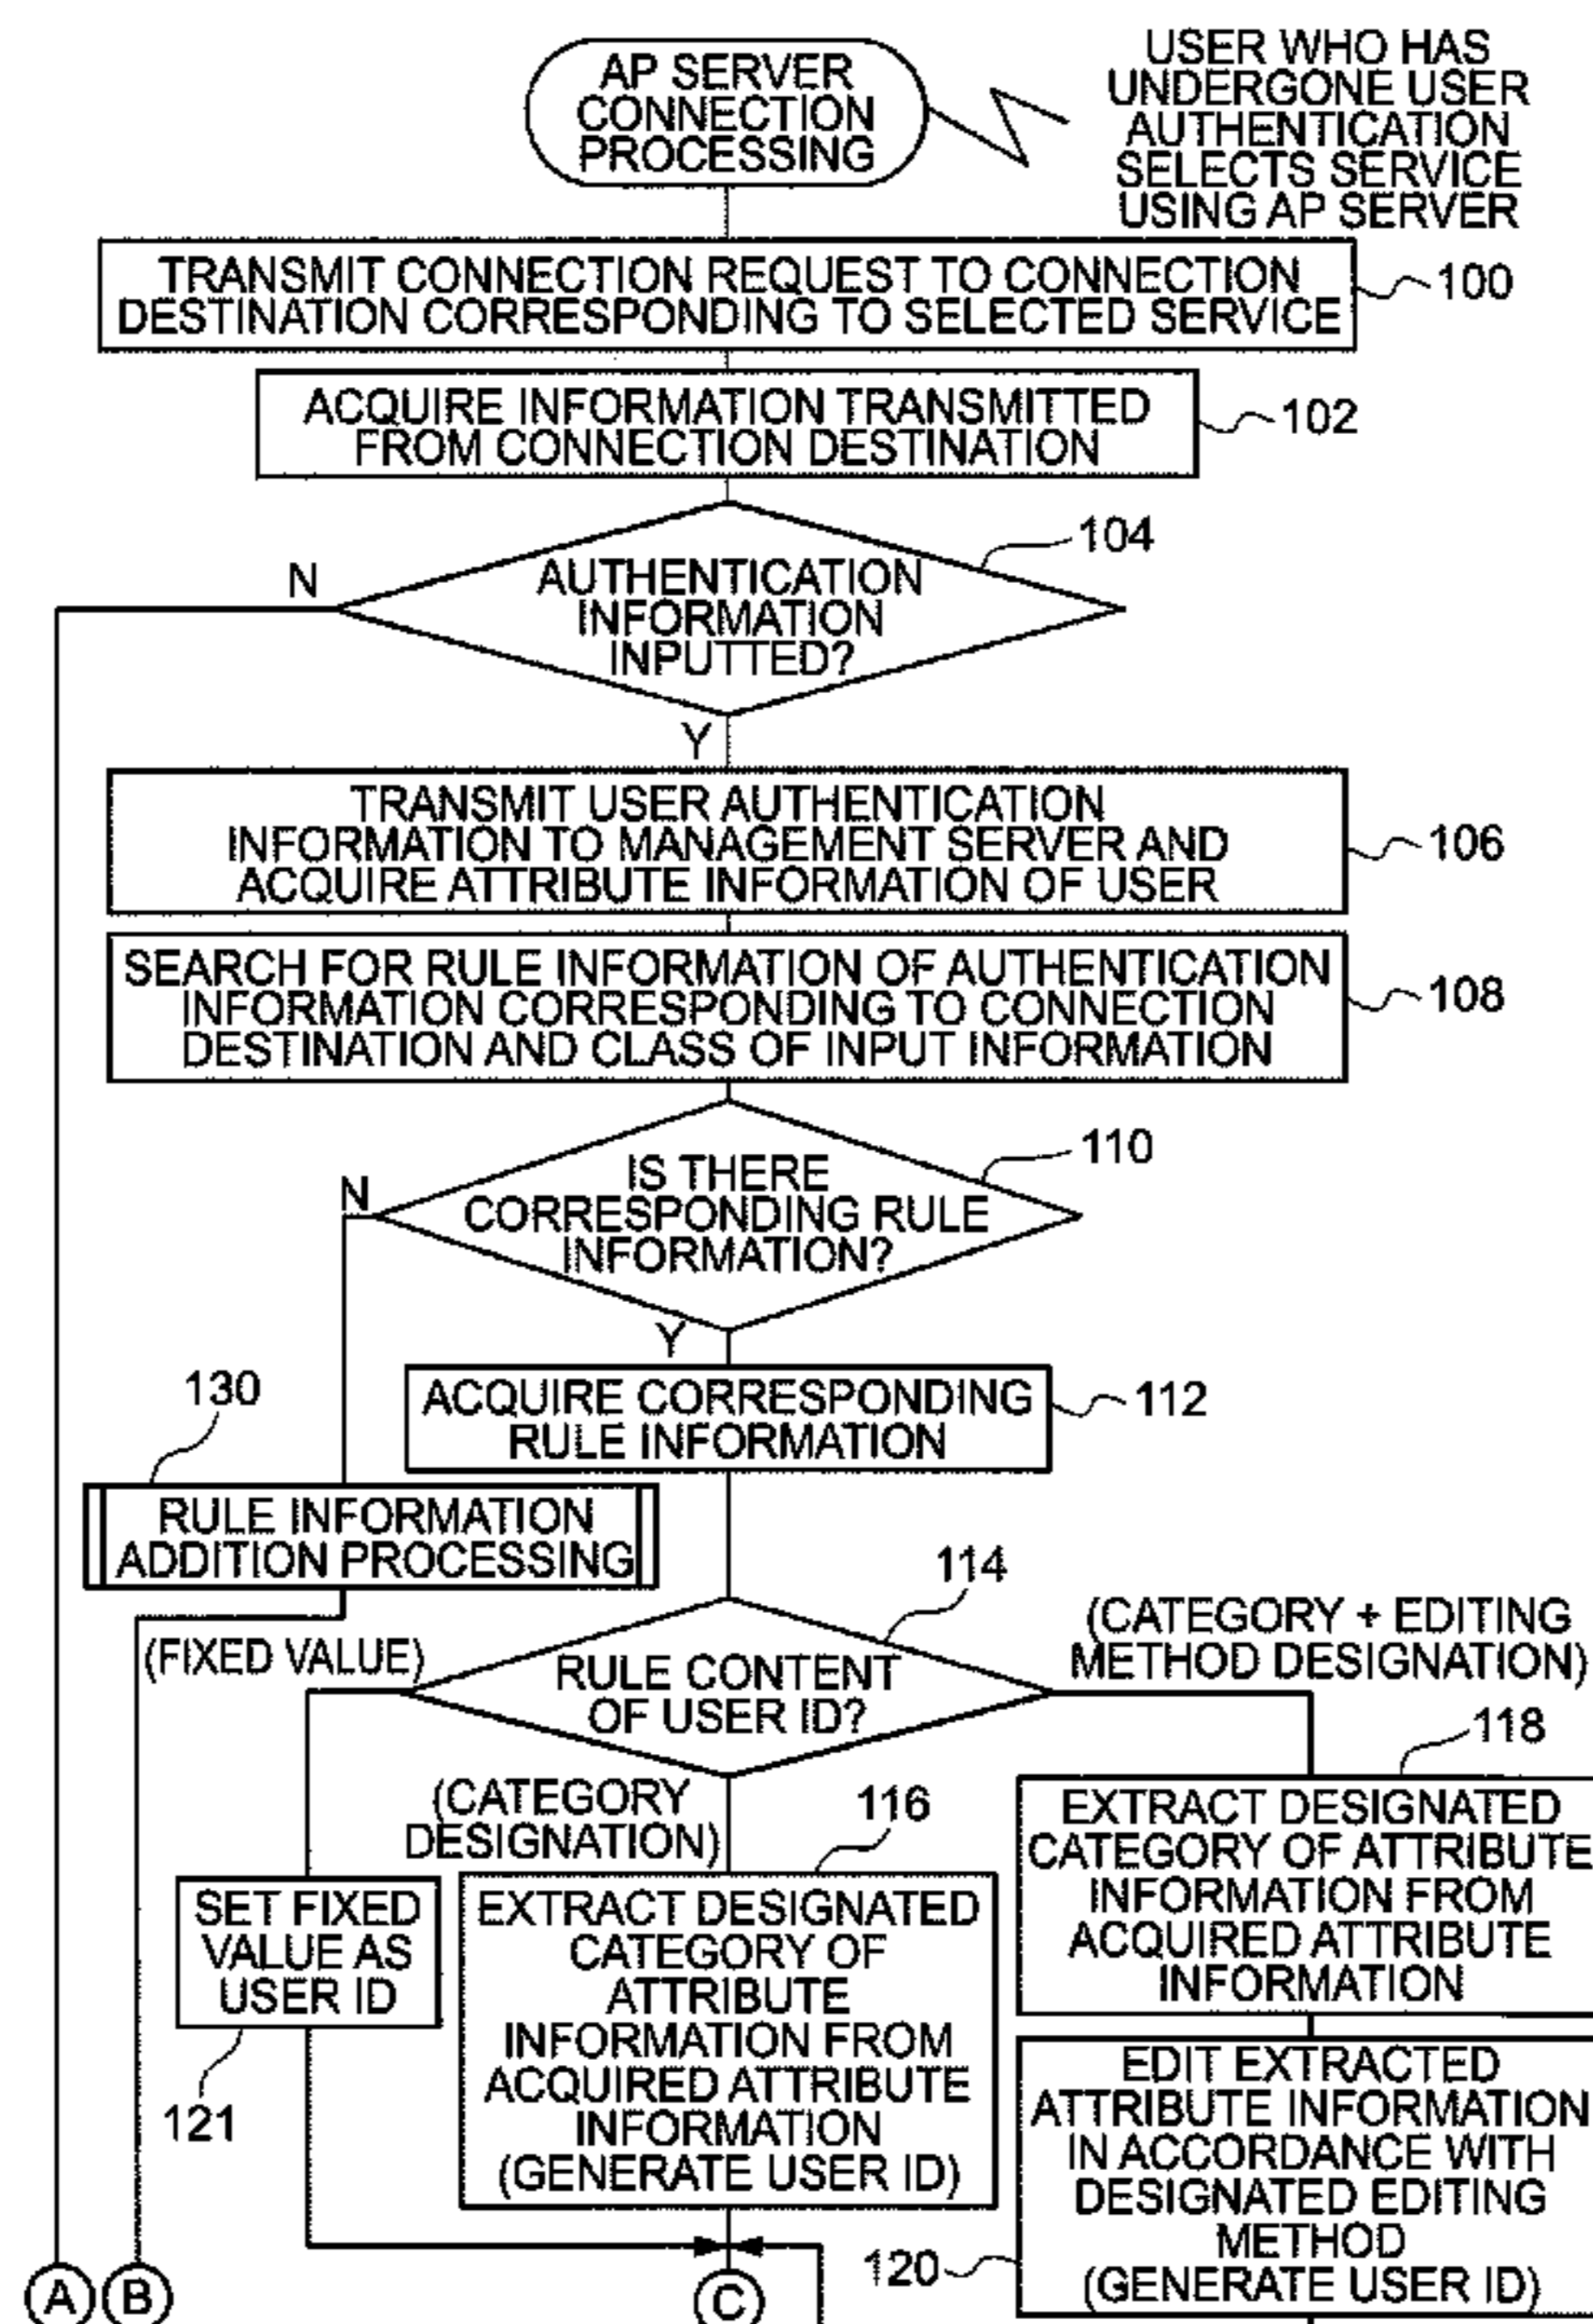 AP SERVER
CONNECTION
PROCESSING
USER WHO HAS
UNDERGONE USER
AUTHENTICATION
SELECTS SERVICE
USING AP SERVER
TRANSMIT CONNECTION REQUEST TO CONNECTION
DESTINATION CORRESPONDING TO SELECTED SERVICE
100
ACQUIRE INFORMATION TRANSMITTED
FROM CONNECTION DESTINATION
102
104
N
AUTHENTICATION
INFORMATION
INPUTTED?
Y
TRANSMIT USER AUTHENTICATION
INFORMATION TO MANAGEMENT SERVER AND
ACQUIRE ATTRIBUTE INFORMATION OF USER
106
SEARCH FOR RULE INFORMATION OF AUTHENTICATION
INFORMATION CORRESPONDING TO CONNECTION
DESTINATION AND CLASS OF INPUT INFORMATION
108
110
N
IS THERE
CORRESPONDING RULE
INFORMATION?
Y
ACQUIRE CORRESPONDING
RULE INFORMATION
112
130
RULE INFORMATION
ADDITION PROCESSING
114
(FIXED VALUE)
RULE CONTENT
OF USER ID?
(CATEGORY + EDITING
METHOD DESIGNATION)
(CATEGORY
DESIGNATION)
116
118
SET FIXED
VALUE AS
USER ID
121
EXTRACT DESIGNATED
CATEGORY OF
ATTRIBUTE
INFORMATION FROM
ACQUIRED ATTRIBUTE
INFORMATION
(GENERATE USER ID)
EXTRACT DESIGNATED
CATEGORY OF ATTRIBUTE
INFORMATION FROM
ACQUIRED ATTRIBUTE
INFORMATION
EDIT EXTRACTED
ATTRIBUTE INFORMATION
IN ACCORDANCE WITH
DESIGNATED EDITING
METHOD
(GENERATE USER ID)
120
A
B
C